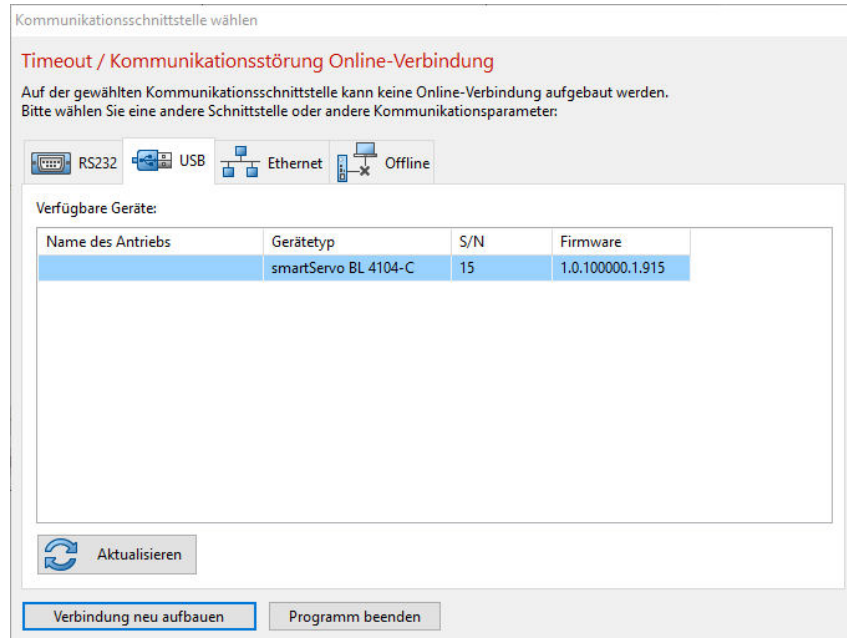 Kommunikationsschnittstelle wählen
Timeout / Kommunikationsstörung Online-Verbindung
Auf der gewählten Kommunikationsschnittstelle kann keine Online-Verbindung aufgebaut werden.
Bitte wählen Sie eine andere Schnittstelle oder andere Kommunikationsparameter:
RS232 USB Ethernet Offline
Verfügbare Geräte:
Name des Antriebs Gerätetyp S/N Firmware
smartServo BL 4104-C 15 1.0.100000.1.915
Aktualisieren
Verbindung neu aufbauen Programm beenden